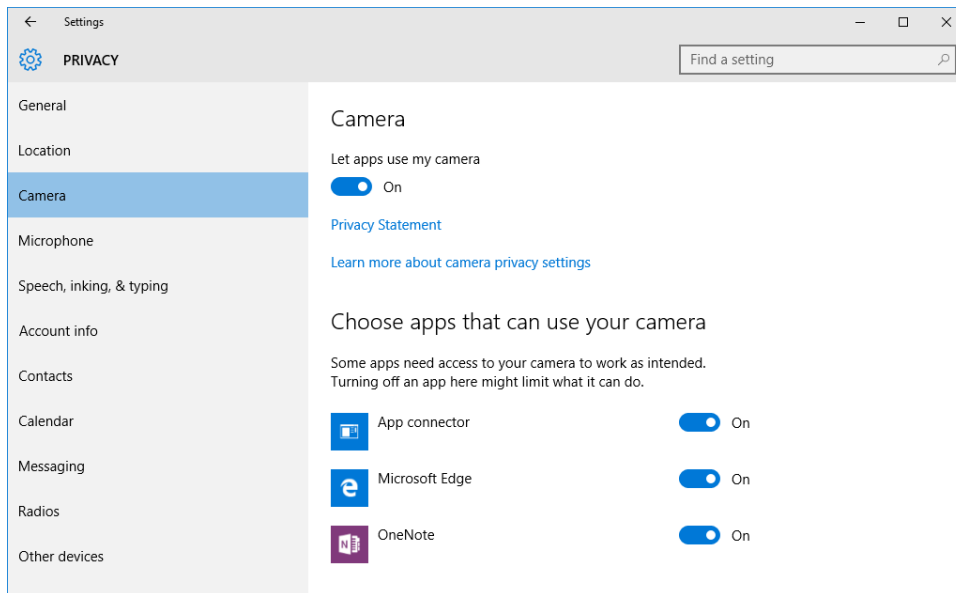 Settings
PRIVACY
Find a setting
General
Location
Camera
Microphone
Speech, inking, & typing
Account info
Contacts
Calendar
Messaging
Radios
Other devices
Camera
Let apps use my camera
On
Privacy Statement
Learn more about camera privacy settings
Choose apps that can use your camera
Some apps need access to your camera to work as intended.
Turning off an app here might limit what it can do.
App connector On
Microsoft Edge On
OneNote On